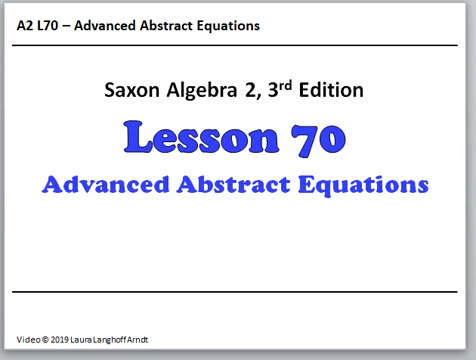 A2 L70 – Advanced Abstract Equations
Saxon Algebra 2, 3rd Edition
Lesson 70
Advanced Abstract Equations
Video © 2019 Laura Langhoff Arndt